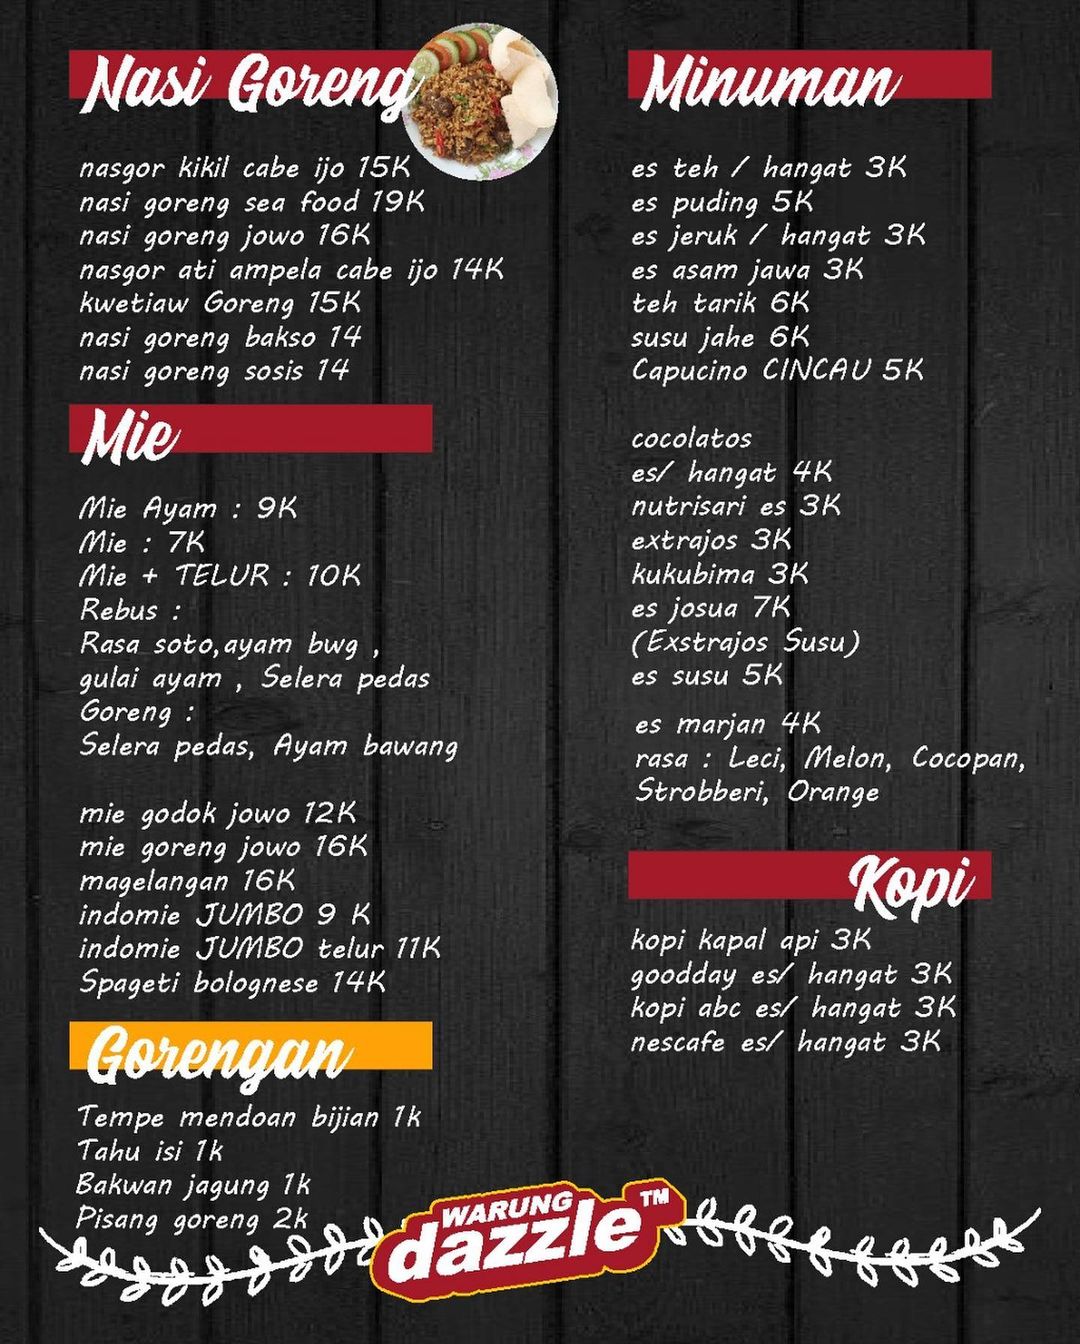 Nasi Goreng
nasgor kikil cabe ijo 15K
nasi goreng sea food 19K
nasi goreng jowo 16K
nasgor ati ampela cabe ijo 14K
kwetiaw Goreng 15K
nasi goreng bakso 14
nasi goreng sosis 14
Mie
Mie Ayam : 9K
Mie : 7K
Mie + TELUR : 10K
Rebus :
Rasa soto,ayam bwg ,
gulai ayam , Selera pedas
Goreng :
Selera pedas, Ayam bawang
mie godok jowo 12K
mie goreng jowo 16K
magelangan 16K
indomie JUMBO 9 K
indomie JUMBO telur 11K
Spageti bolognese 14K
Gorengan
Tempe mendoan bijian 1k
Tahu isi 1k
Bakwan jagung 1k
Pisang goreng 2k
Minuman
es teh / hangat 3K
es puding 5K
es jeruk / hangat 3K
es asam jawa 3K
teh tarik 6K
susu jahe 6K
Capucino CINCAU 5K
cocolatos
es/ hangat 4K
nutrisari es 3K
extrajos 3K
kukubima 3K
es josua 7K
(Exstrajos Susu)
es susu 5K
es marjan 4K
rasa : Leci, Melon, Cocopan,
Strobberi, Orange
Kopi
kopi kapal api 3K
goodday es/ hangat 3K
kopi abc es/ hangat 3K
nescafe es/ hangat 3K
WARUNG
dazzle™